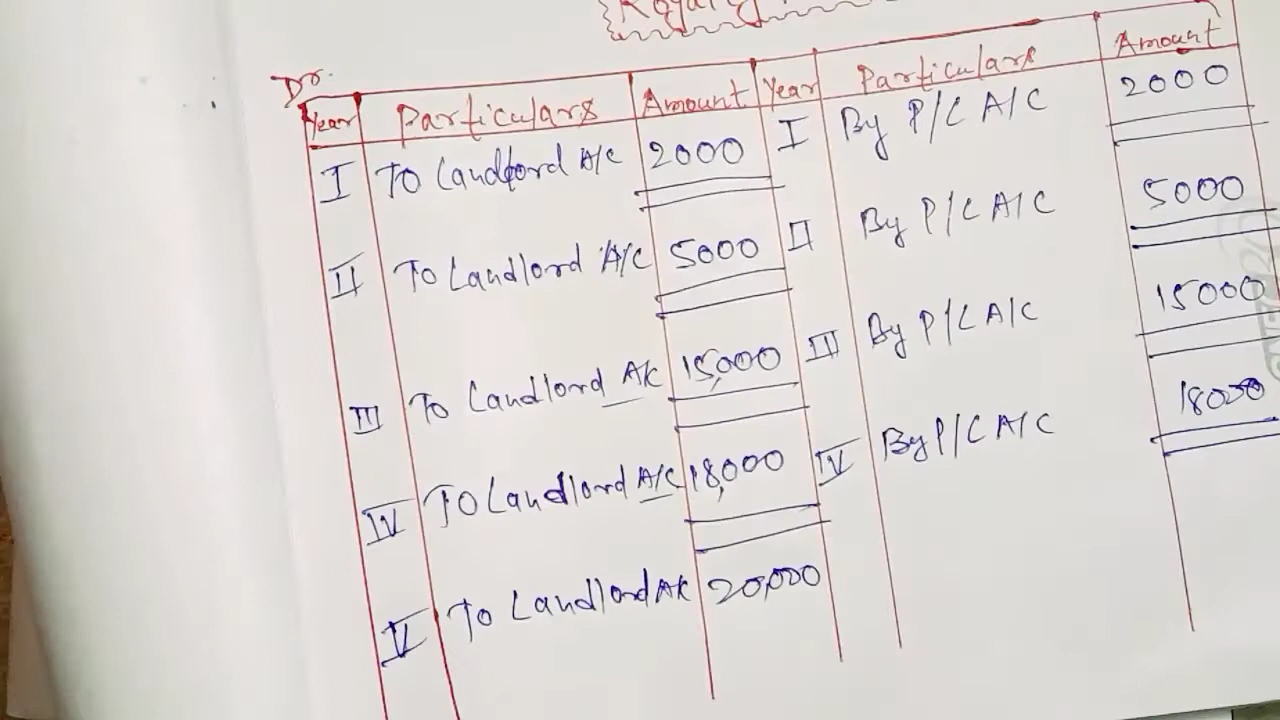 Royalty
Dr.
Year Particulars Amount Year Particulars Amount
I To Landlord A/C 2000 I By P/L A/C 2000
II To Landlord A/C 5000 II By P/L A/C 5000
III To Landlord A/C 15,000 III By P/L A/C 15000
IV TO Landlord A/C 18,000 IV By P/L A/C 18000
V To Landlord A/C 20,000